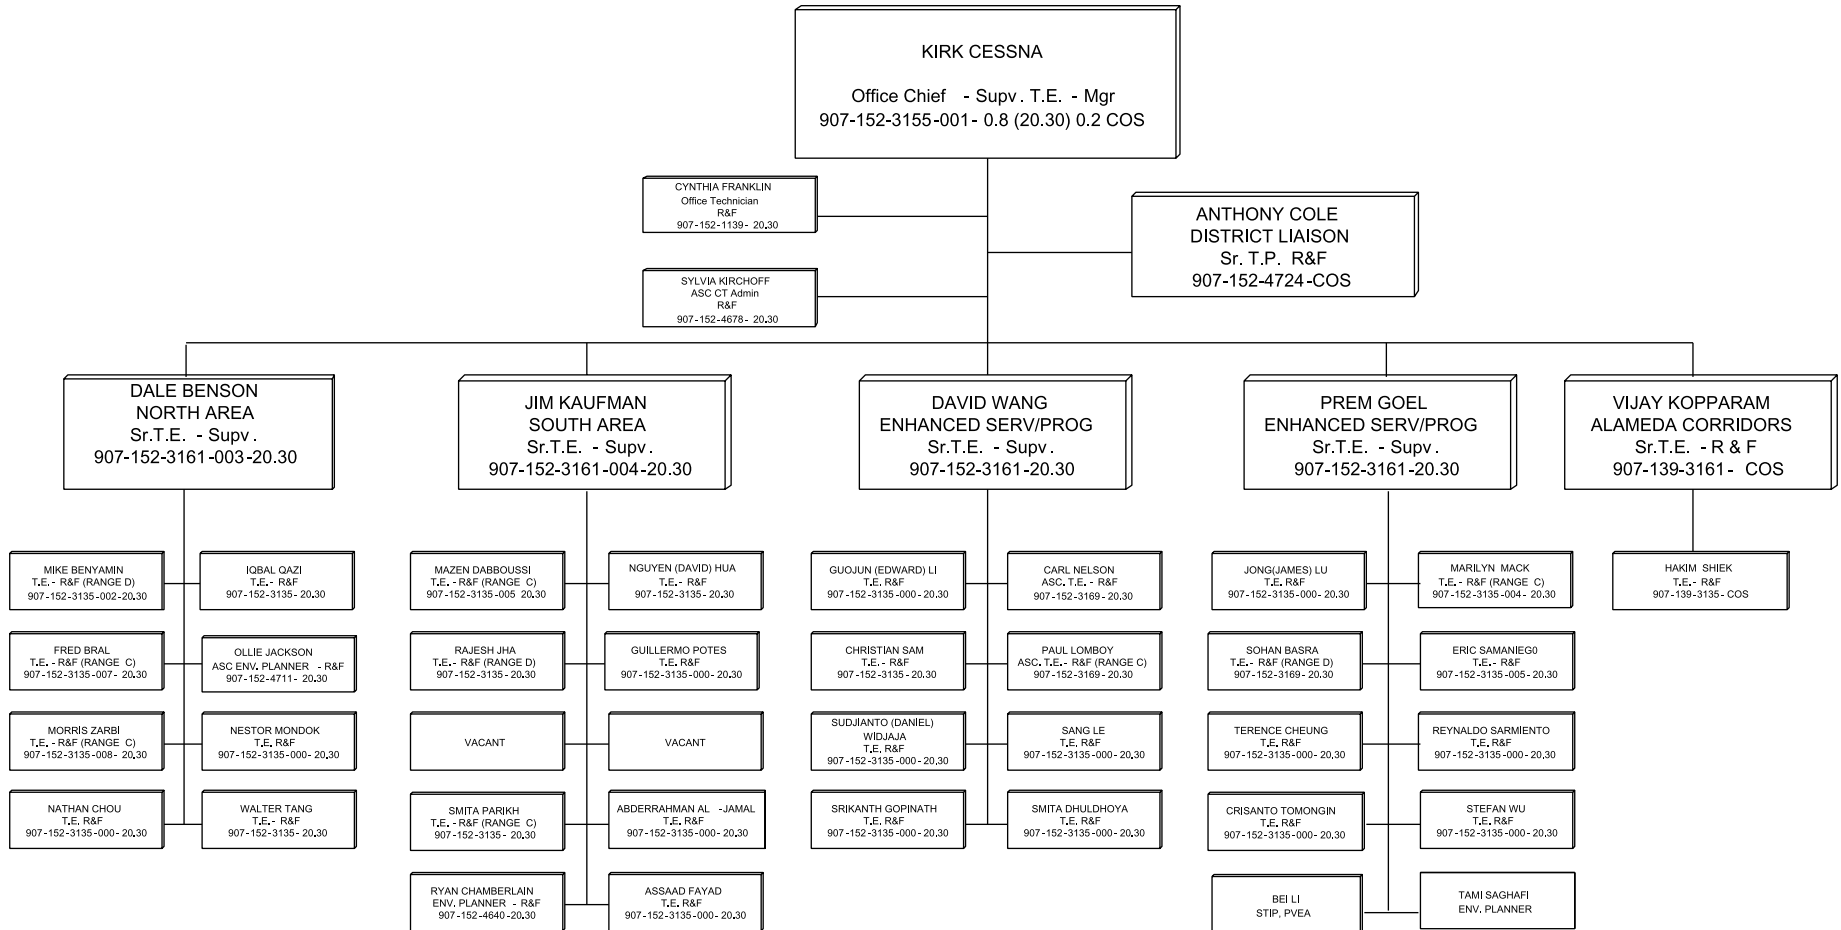 KIRK CESSNA
Office Chief - Supv. T.E. - Mgr
907-152-3155-001- 0.8 (20.30) 0.2 COS
CYNTHIA FRANKLIN
Office Technician
R&F
907-152-1139- 20.30
ANTHONY COLE
DISTRICT LIAISON
Sr. T.P. R&F
907-152-4724-COS
SYLVIA KIRCHOFF
ASC CT Admin
R&F
907-152-4678- 20.30
DALE BENSON
NORTH AREA
Sr.T.E. - Supv.
907-152-3161-003-20.30
JIM KAUFMAN
SOUTH AREA
Sr.T.E. - Supv.
907-152-3161-004-20.30
DAVID WANG
ENHANCED SERV/PROG
Sr.T.E. - Supv.
907-152-3161-20.30
PREM GOEL
ENHANCED SERV/PROG
Sr.T.E. - Supv.
907-152-3161-20.30
VIJAY KOPPARAM
ALAMEDA CORRIDORS
Sr.T.E. - R & F
907-139-3161- COS
MIKE BENYAMIN
T.E. - R&F (RANGE D)
907-152-3135-002-20.30
IQBAL QAZI
T.E.- R&F
907-152-3135- 20.30
MAZEN DABBOUSSI
T.E. - R&F (RANGE C)
907-152-3135-005 20.30
NGUYEN (DAVID) HUA
T.E. - R&F
907-152-3135- 20.30
GUOJUN (EDWARD) LI
T.E. R&F
907-152-3135-000- 20.30
CARL NELSON
ASC. T.E. - R&F
907-152-3169- 20.30
JONG(JAMES) LU
T.E. R&F
907-152-3135-000- 20.30
MARILYN MACK
T.E. - R&F (RANGE C)
907-152-3135-004- 20.30
HAKIM SHIEK
T.E.- R&F
907-139-3135- COS
FRED BRAL
T.E. - R&F (RANGE C)
907-152-3135-007- 20.30
OLLIE JACKSON
ASC ENV. PLANNER - R&F
907-152-4711- 20.30
RAJESH JHA
T.E.- R&F (RANGE D)
907-152-3135- 20.30
GUILLERMO POTES
T.E. R&F
907-152-3135-000- 20.30
CHRISTIAN SAM
T.E. - R&F
907-152-3135- 20.30
PAUL LOMBOY
ASC. T.E.- R&F (RANGE C)
907-152-3169- 20.30
SOHAN BASRA
T.E.- R&F (RANGE D)
907-152-3169- 20.30
ERIC SAMANIEG0
T.E. - R&F
907-152-3135-005- 20.30
MORRIS ZARBI
T.E. - R&F (RANGE C)
907-152-3135-008- 20.30
NESTOR MONDOK
T.E. R&F
907-152-3135-000- 20.30
VACANT
VACANT
SUDJIANTO (DANIEL)
WIDJAJA
T.E. R&F
907-152-3135-000- 20.30
SANG LE
T.E. R&F
907-152-3135-000- 20.30
TERENCE CHEUNG
T.E. R&F
907-152-3135-000- 20.30
REYNALDO SARMIENTO
T.E. R&F
907-152-3135-000- 20.30
NATHAN CHOU
T.E. R&F
907-152-3135-000- 20.30
WALTER TANG
T.E.- R&F
907-152-3135- 20.30
SMITA PARIKH
T.E. - R&F (RANGE C)
907-152-3135- 20.30
ABDERRAHMAN AL -JAMAL
T.E. R&F
907-152-3135-000- 20.30
SRIKANTH GOPINATH
T.E. R&F
907-152-3135-000- 20.30
SMITA DHULDHOYA
T.E. R&F
907-152-3135-000- 20.30
CRISANTO TOMONGIN
T.E. R&F
907-152-3135-000- 20.30
STEFAN WU
T.E. R&F
907-152-3135-000- 20.30
RYAN CHAMBERLAIN
ENV. PLANNER - R&F
907-152-4640-20.30
ASSAAD FAYAD
T.E. R&F
907-152-3135-000- 20.30
BEI LI
STIP, PVEA
TAMI SAGHAFI
ENV. PLANNER